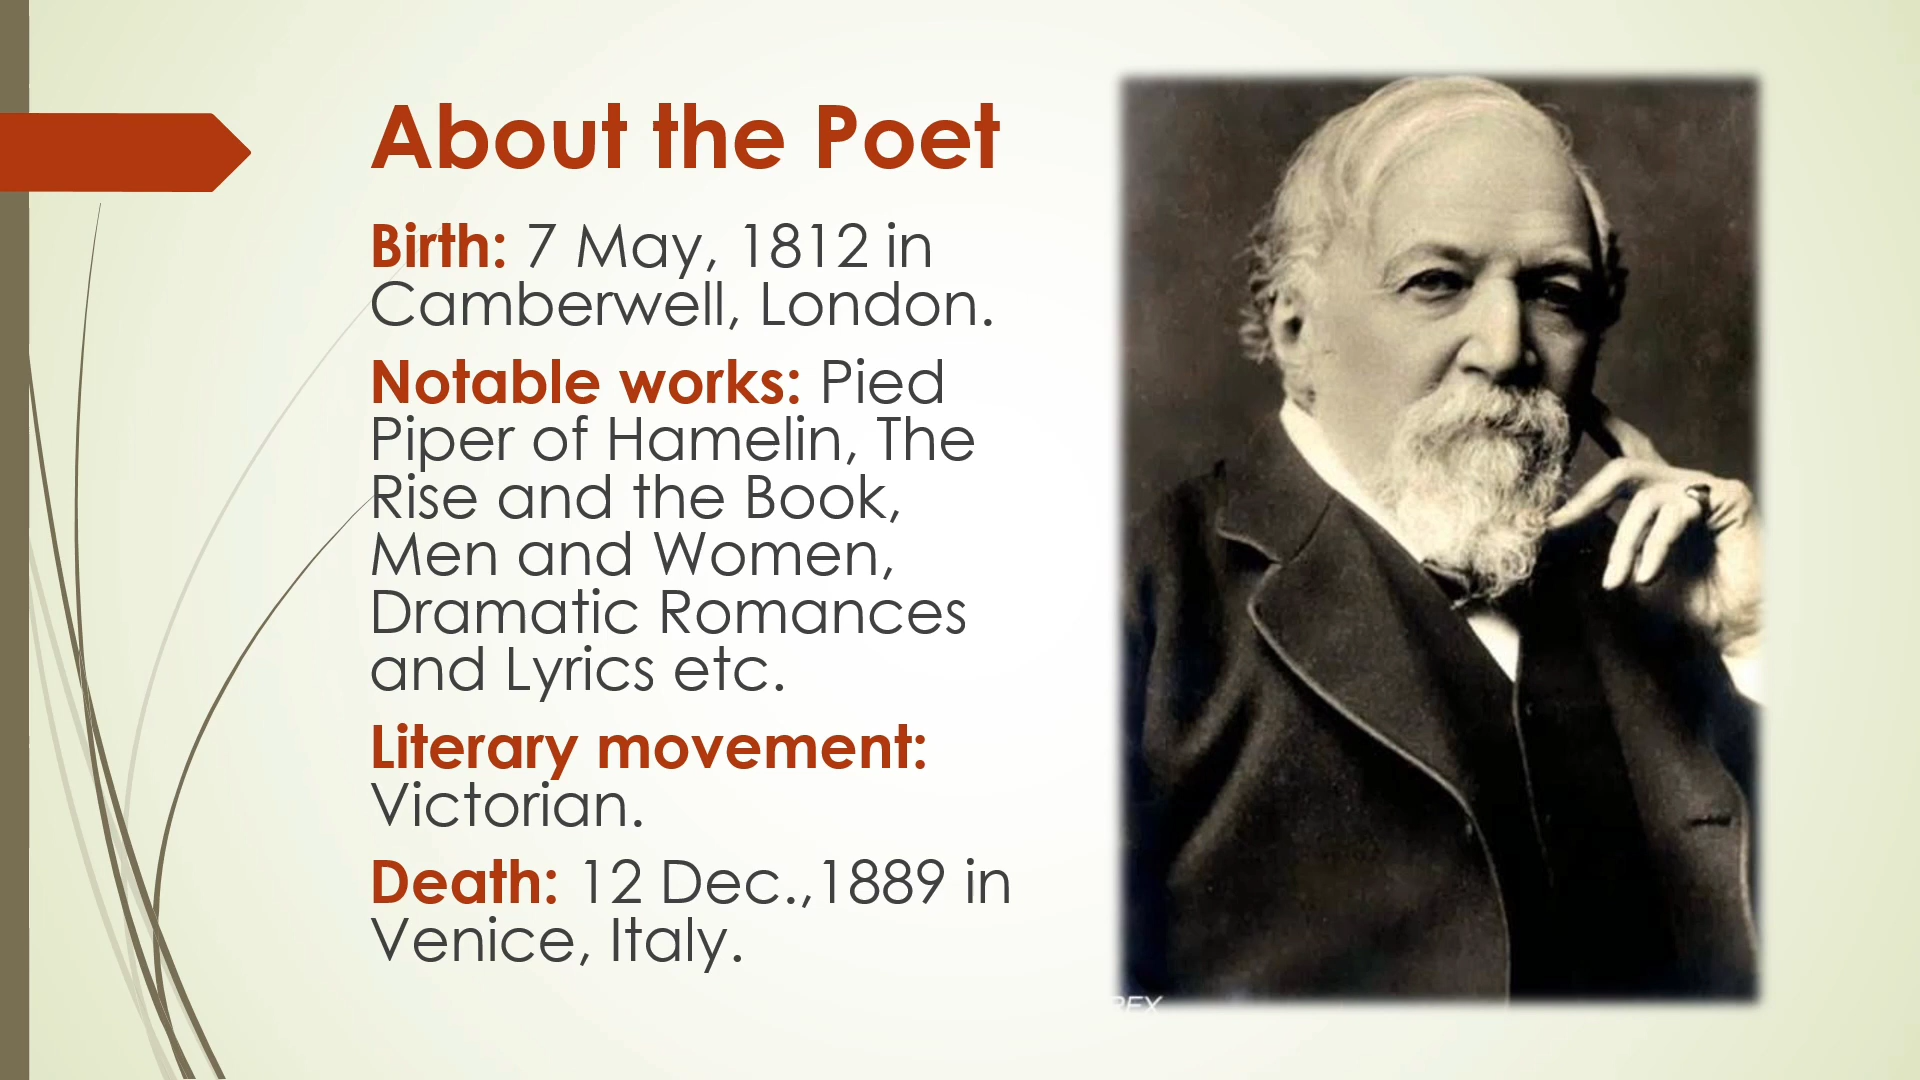 About the Poet
Birth: 7 May, 1812 in
Camberwell, London.
Notable works: Pied
Piper of Hamelin, The
Rise and the Book,
Men and Women,
Dramatic Romances
and Lyrics etc.
Literary movement:
Victorian.
Death: 12 Dec.,1889 in
Venice, Italy.